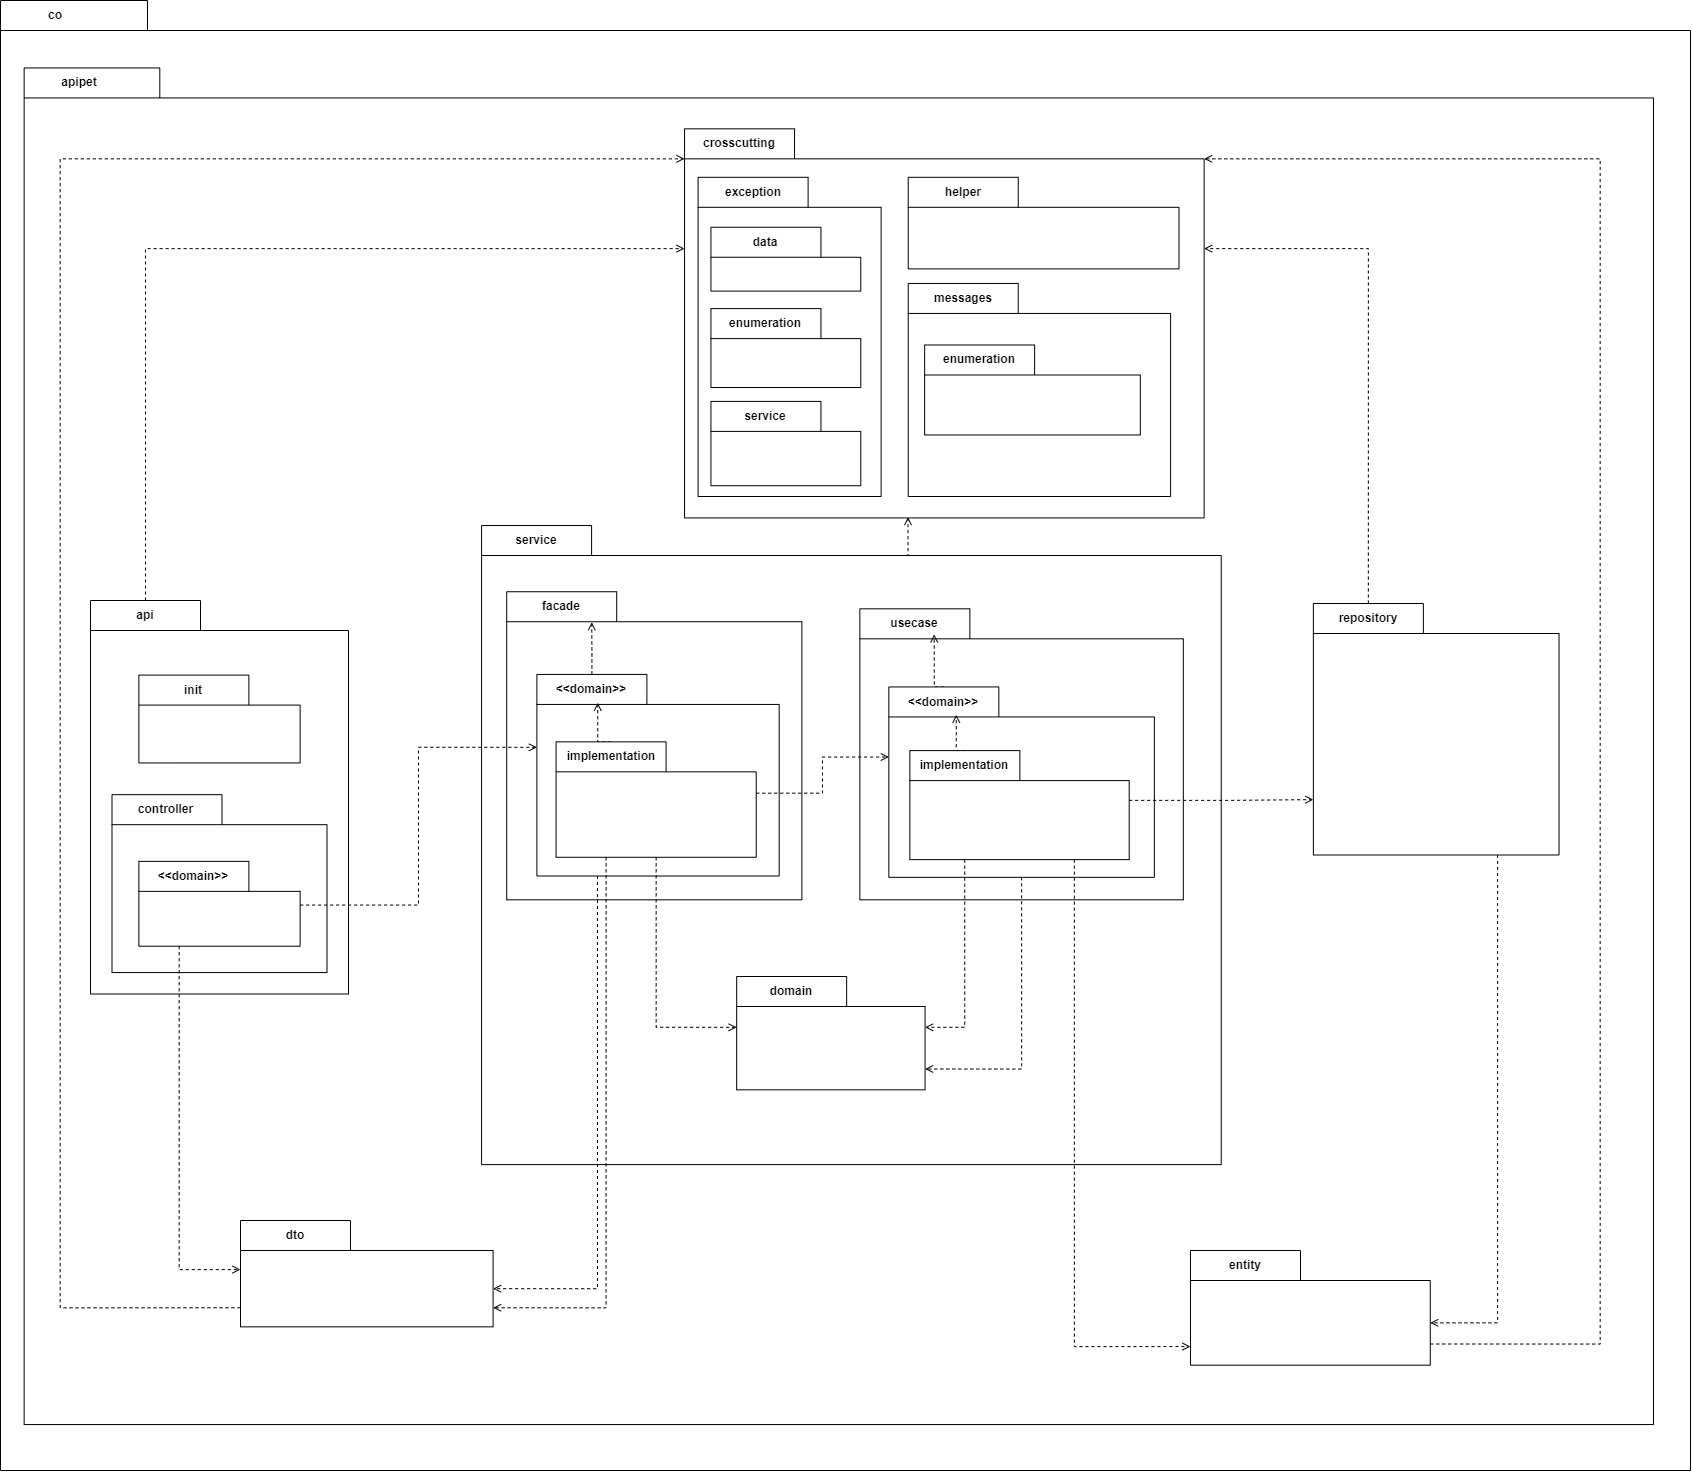 co
apipet
crosscutting
exception
helper
data
messages
enumeration
enumeration
service
service
facade
usecase
api
repository
init
<<domain>>
<<domain>>
implementation
implementation
controller
<<domain>>
domain
dto
entity